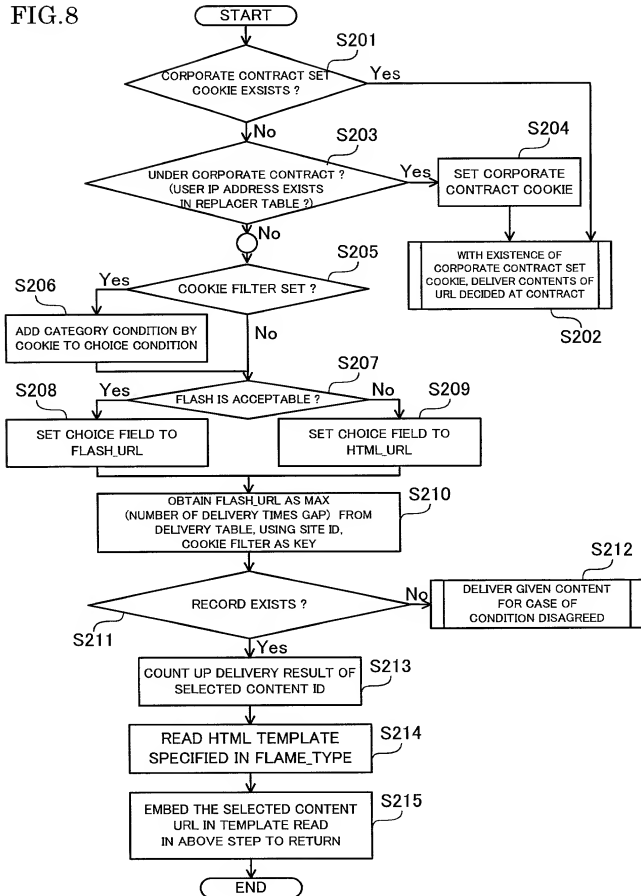 FIG.8
START
S201
CORPORATE CONTRACT SET
COOKIE EXSISTS ?
Yes
No
S203
UNDER CORPORATE CONTRACT ?
(USER IP ADDRESS EXISTS
IN REPLACER TABLE ?)
Yes
S204
SET CORPORATE
CONTRACT COOKIE
No
S205
COOKIE FILTER SET ?
Yes
WITH EXISTENCE OF
CORPORATE CONTRACT SET
COOKIE, DELIVER CONTENTS OF
URL DECIDED AT CONTRACT
S202
S206
ADD CATEGORY CONDITION BY
COOKIE TO CHOICE CONDITION
No
S207
FLASH IS ACCEPTABLE ?
Yes
No
S208
SET CHOICE FIELD TO
FLASH_URL
S209
SET CHOICE FIELD TO
HTML_URL
S210
OBTAIN FLASH_URL AS MAX
(NUMBER OF DELIVERY TIMES GAP) FROM
DELIVERY TABLE, USING SITE ID,
COOKIE FILTER AS KEY
RECORD EXISTS ?
S211
No
S212
DELIVER GIVEN CONTENT
FOR CASE OF
CONDITION DISAGREED
Yes
S213
COUNT UP DELIVERY RESULT OF
SELECTED CONTENT ID
S214
READ HTML TEMPLATE
SPECIFIED IN FLAME_TYPE
S215
EMBED THE SELECTED CONTENT
URL IN TEMPLATE READ
IN ABOVE STEP TO RETURN
END